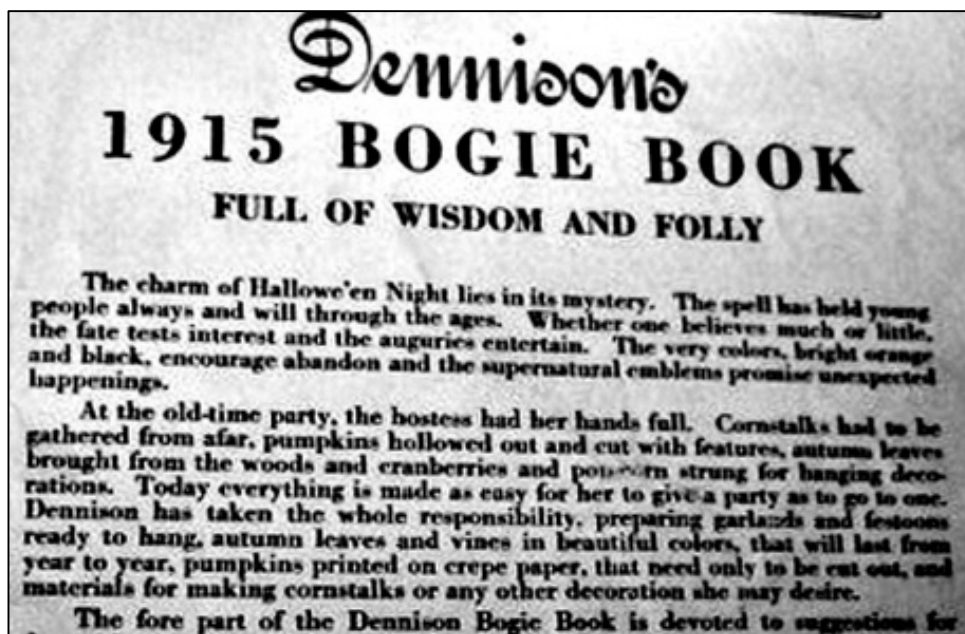 Dennison's
1915 BOGIE BOOK
FULL OF WISDOM AND FOLLY
The charm of Hallowe'en Night lies in its mystery. The spell has held young
people always and will through the ages. Whether one believes much or little,
the fate tests interest and the auguries entertain. The very colors, bright orange
and black, encourage abandon and the supernatural emblems promise unexpected
happenings.
At the old-time party, the hostess had her hands full. Cornstalks had to be
gathered from afar, pumpkins hollowed out and cut with features, autumn leaves
brought from the woods and cranberries and popcorn strung for hanging deco-
rations. Today everything is made as easy for her to give a party as to go to one.
Dennison has taken the whole responsibility, preparing garlands and festoons
ready to hang, autumn leaves and vines in beautiful colors, that will last from
year to year, pumpkins printed on crepe paper, that need only to be cut out, and
materials for making cornstalks or any other decoration she may desire.
The fore part of the Dennison Bogie Book is devoted to suggestions for